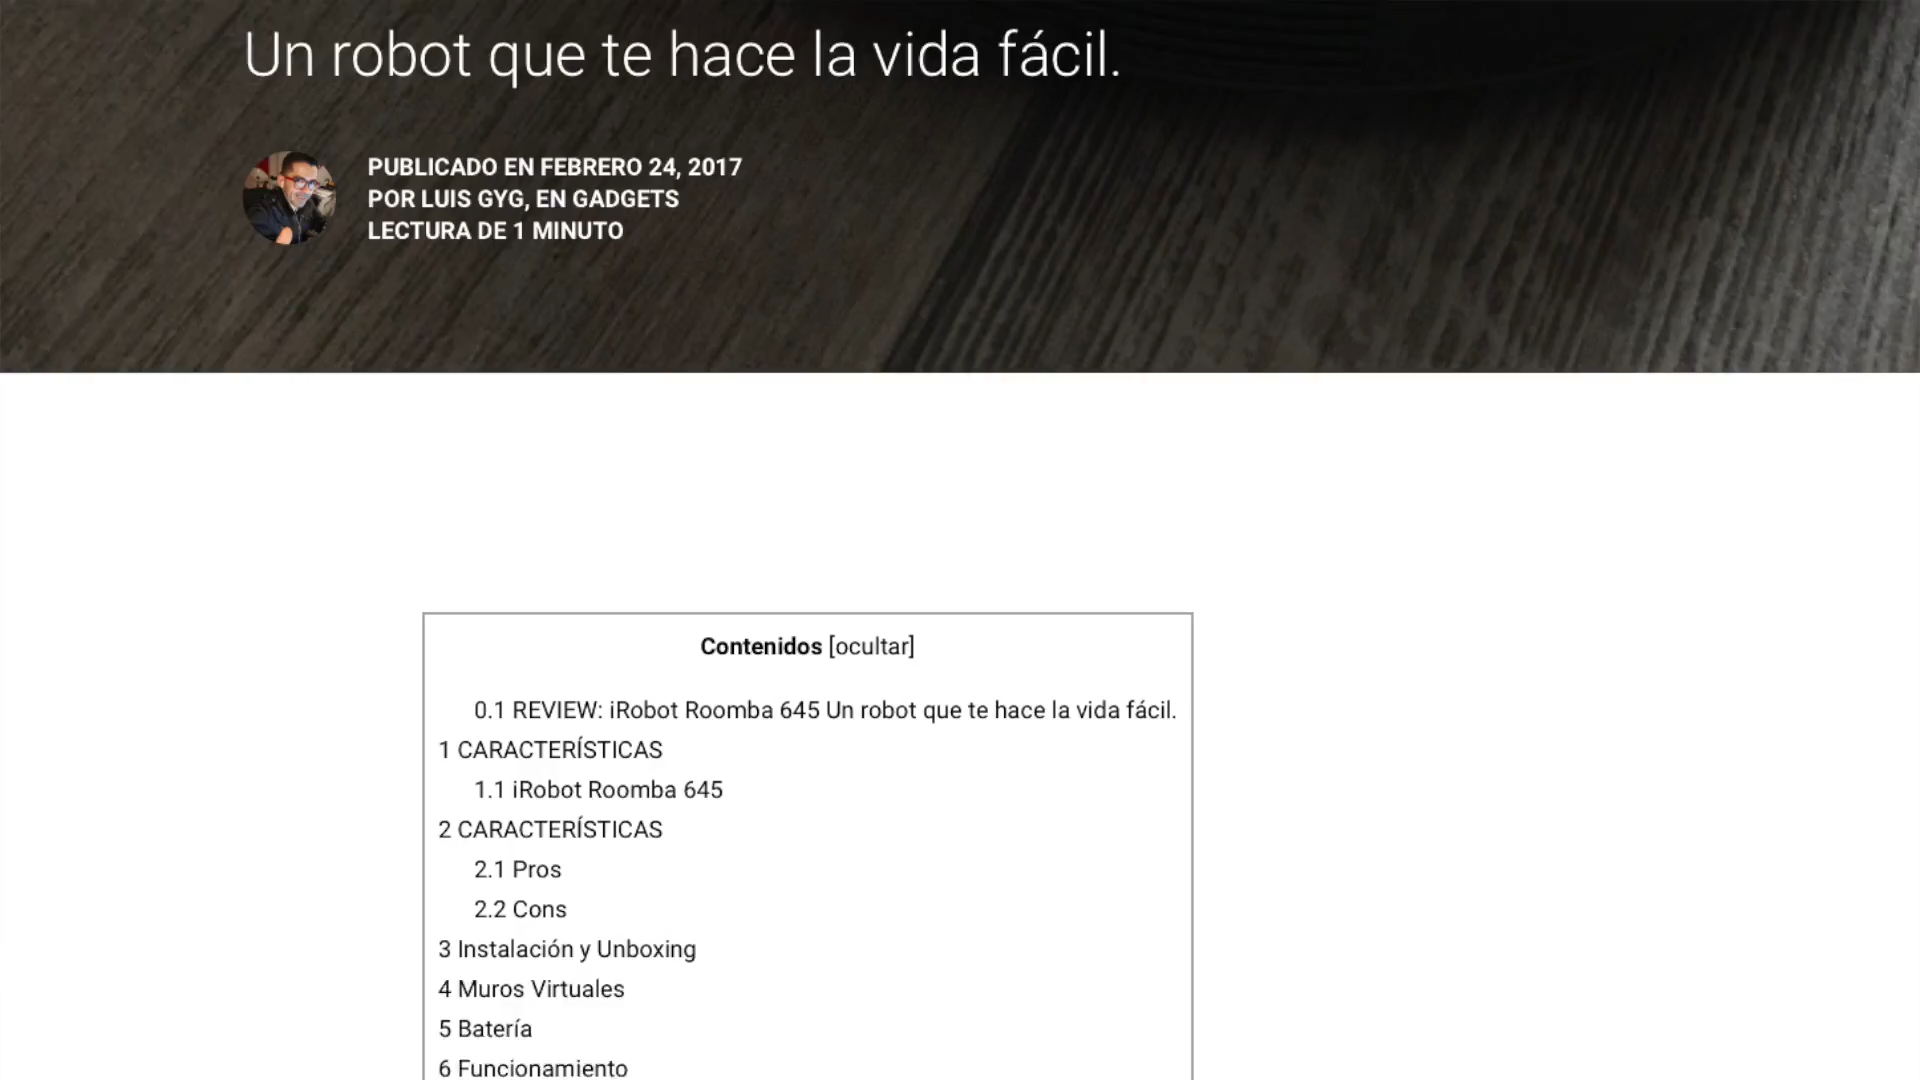 Un robot que te hace la vida fácil.
PUBLICADO EN FEBRERO 24, 2017
POR LUIS GYG, EN GADGETS
LECTURA DE 1 MINUTO
Contenidos [ocultar]
0.1 REVIEW: iRobot Roomba 645 Un robot que te hace la vida fácil.
1 CARACTERÍSTICAS
1.1 iRobot Roomba 645
2 CARACTERÍSTICAS
2.1 Pros
2.2 Cons
3 Instalación y Unboxing
4 Muros Virtuales
5 Batería
6 Funcionamiento